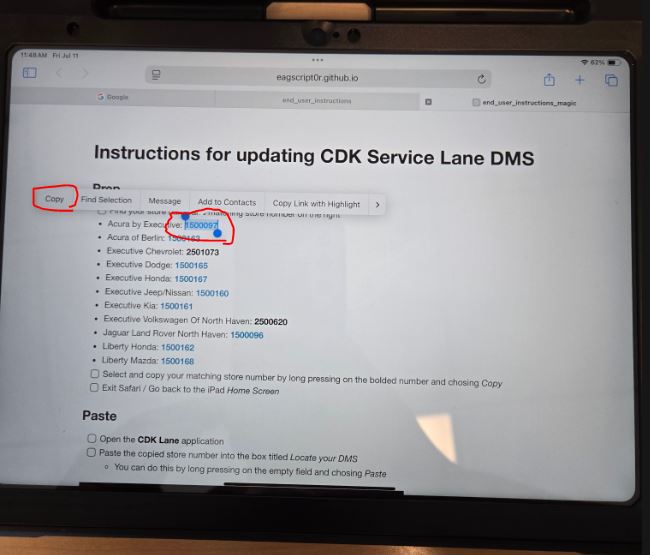 11:48 AM Fri Jul 11
62%
eagscript0r.github.io
Google
end_user_instructions
end_user_instructions_magic
Instructions for updating CDK Service Lane DMS
Prep
Copy
Find Selection
Message
Add to Contacts
Copy Link with Highlight
Find your store matching store number on the right
• Acura by Executive: 1500097
• Acura of Berlin: 1500163
• Executive Chevrolet: 2501073
• Executive Dodge: 1500165
• Executive Honda: 1500167
• Executive Jeep/Nissan: 1500160
• Executive Kia: 1500161
• Executive Volkswagen Of North Haven: 2500620
• Jaguar Land Rover North Haven: 1500096
• Liberty Honda: 1500162
• Liberty Mazda: 1500168
Select and copy your matching store number by long pressing on the bolded number and chosing Copy
Exit Safari / Go back to the iPad Home Screen
Paste
Open the CDK Lane application
Paste the copied store number into the box titled Locate your DMS
You can do this by long pressing on the empty field and chosing Paste